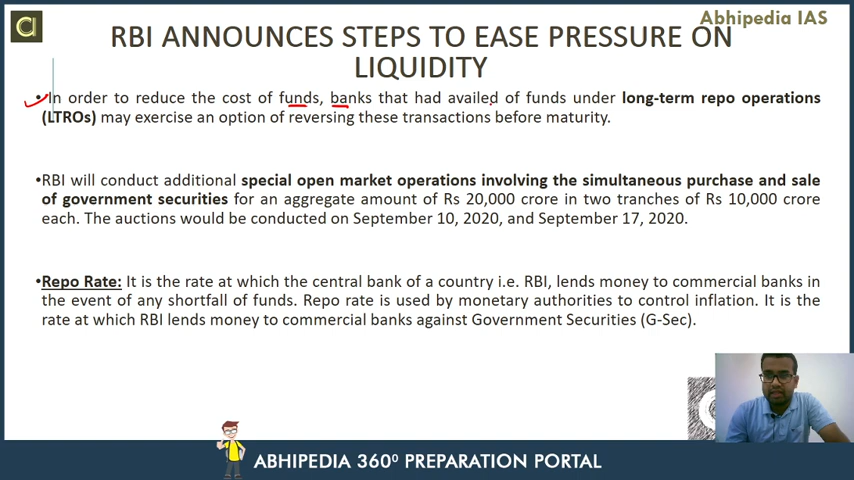 Abhipedia IAS
RBI ANNOUNCES STEPS TO EASE PRESSURE ON
LIQUIDITY
•In order to reduce the cost of funds, banks that had availed of funds under long-term repo operations
(LTROs) may exercise an option of reversing these transactions before maturity.
•RBI will conduct additional special open market operations involving the simultaneous purchase and sale
of government securities for an aggregate amount of Rs 20,000 crore in two tranches of Rs 10,000 crore
each. The auctions would be conducted on September 10, 2020, and September 17, 2020.
•Repo Rate: It is the rate at which the central bank of a country i.e. RBI, lends money to commercial banks in
the event of any shortfall of funds. Repo rate is used by monetary authorities to control inflation. It is the
rate at which RBI lends money to commercial banks against Government Securities (G-Sec).
ABHIPEDIA 360⁰ PREPARATION PORTAL